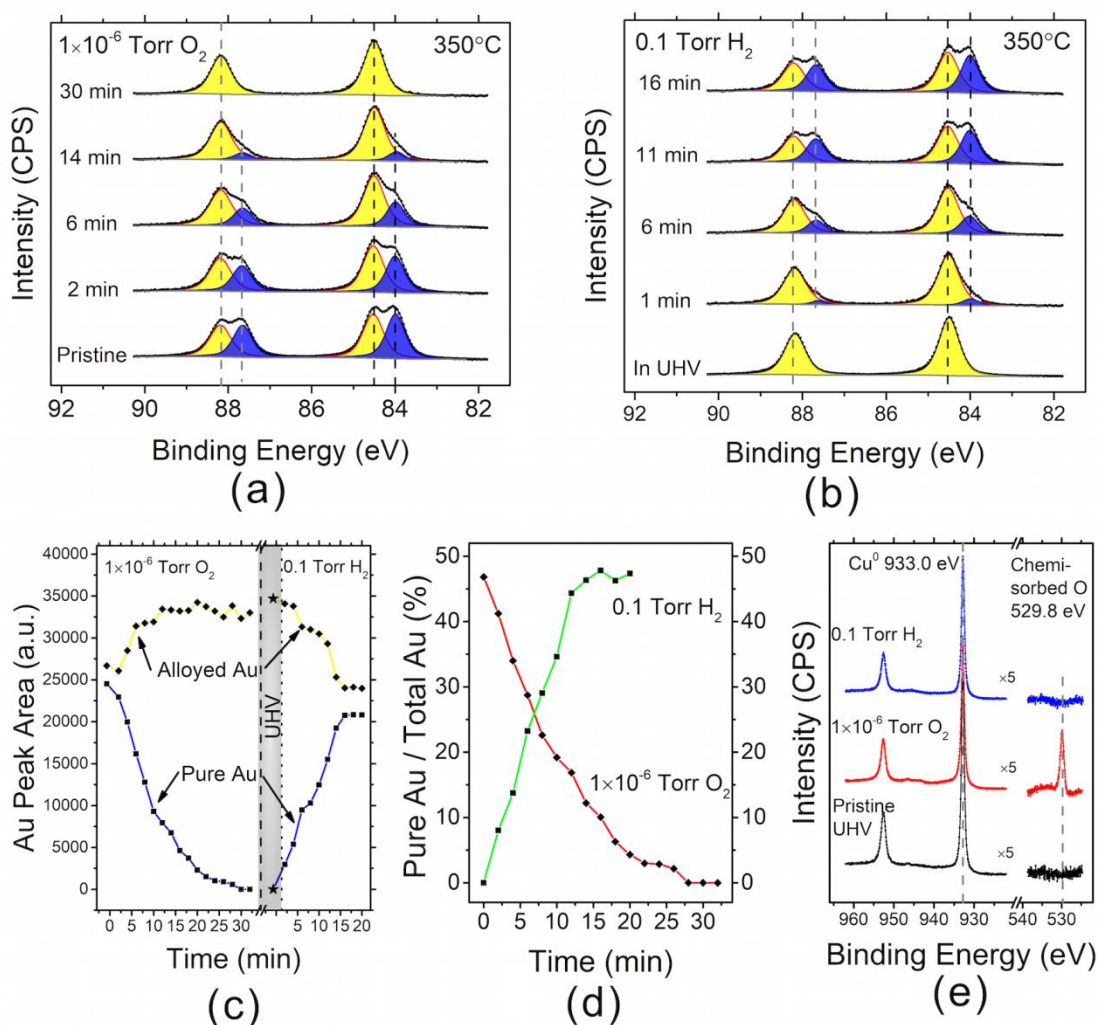 1×10⁻⁶ Torr O₂ 350°C
30 min
14 min
6 min
2 min
Pristine
Intensity (CPS)
92 90 88 86 84 82
Binding Energy (eV)
(a)
0.1 Torr H₂ 350°C
16 min
11 min
6 min
1 min
In UHV
Intensity (CPS)
92 90 88 86 84 82
Binding Energy (eV)
(b)
40000
35000
30000
25000
20000
15000
10000
5000
0
Au Peak Area (a.u.)
1×10⁻⁶ Torr O₂
0.1 Torr H₂
Alloyed Au
UHV
Pure Au
0 5 10 15 20 25 30 5 10 15 20
Time (min)
(c)
50 50
40 40
30 30
20 20
10 10
0 0
Pure Au / Total Au (%)
0.1 Torr H₂
1×10⁻⁶ Torr O₂
0 5 10 15 20 25 30
Time (min)
(d)
Cu⁰ 933.0 eV
Chemi-
sorbed O
529.8 eV
0.1 Torr H₂
×5
1×10⁻⁶ Torr O₂
×5
Pristine
UHV
×5
Intensity (CPS)
960 950 940 930 540 530
Binding Energy (eV)
(e)